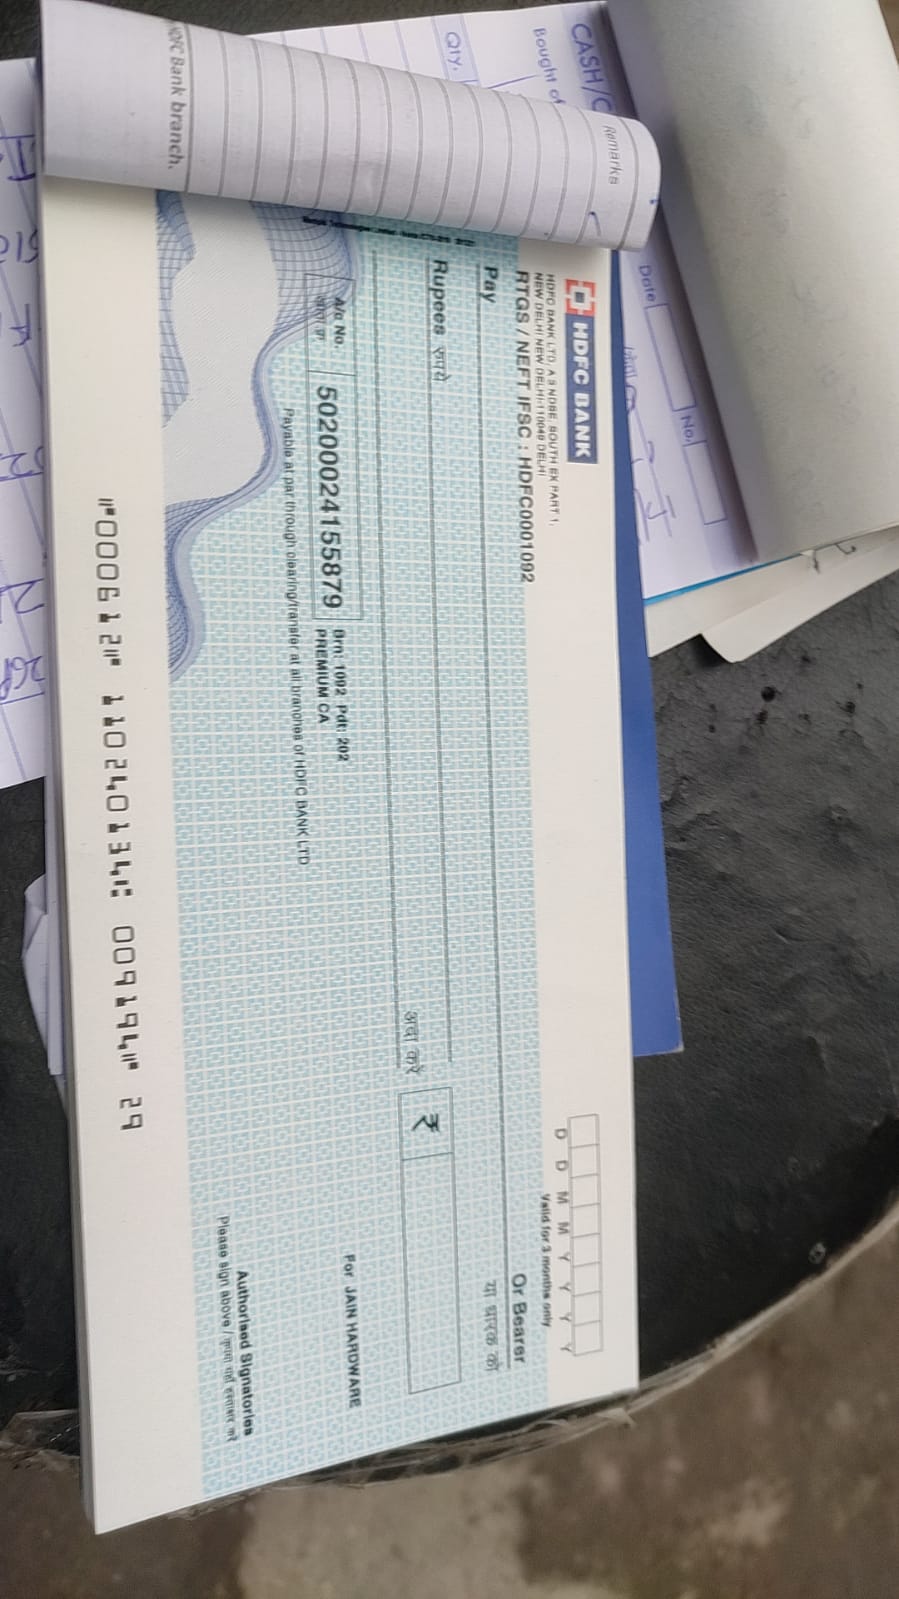 Date
No.
CASH/C
Bought of
Qty.
Remarks
HDFC BANK
HDFC BANK LTD, A 3 NDSE, SOUTH EX PART 1,
NEW DELHI NEW DELHI-110049 DELHI
RTGS / NEFT IFSC : HDFC0001092
D D M M Y Y Y Y
Valid for 3 months only
Pay
Or Bearer
या धारक को
Rupees रुपये
अदा करें
₹
A/c No.
खाता क्र.
50200024155879
Brn: 1092 Pdt: 202
PREMIUM CA
For JAIN HARDWARE
Payable at par through clearing/transfer at all branches of HDFC BANK LTD
Authorised Signatories
Please sign above / कृपया यहाँ हस्ताक्षर करें
HDFC Bank branch.
⑈000612⑈ 110240134⑆ 009194⑈ 29